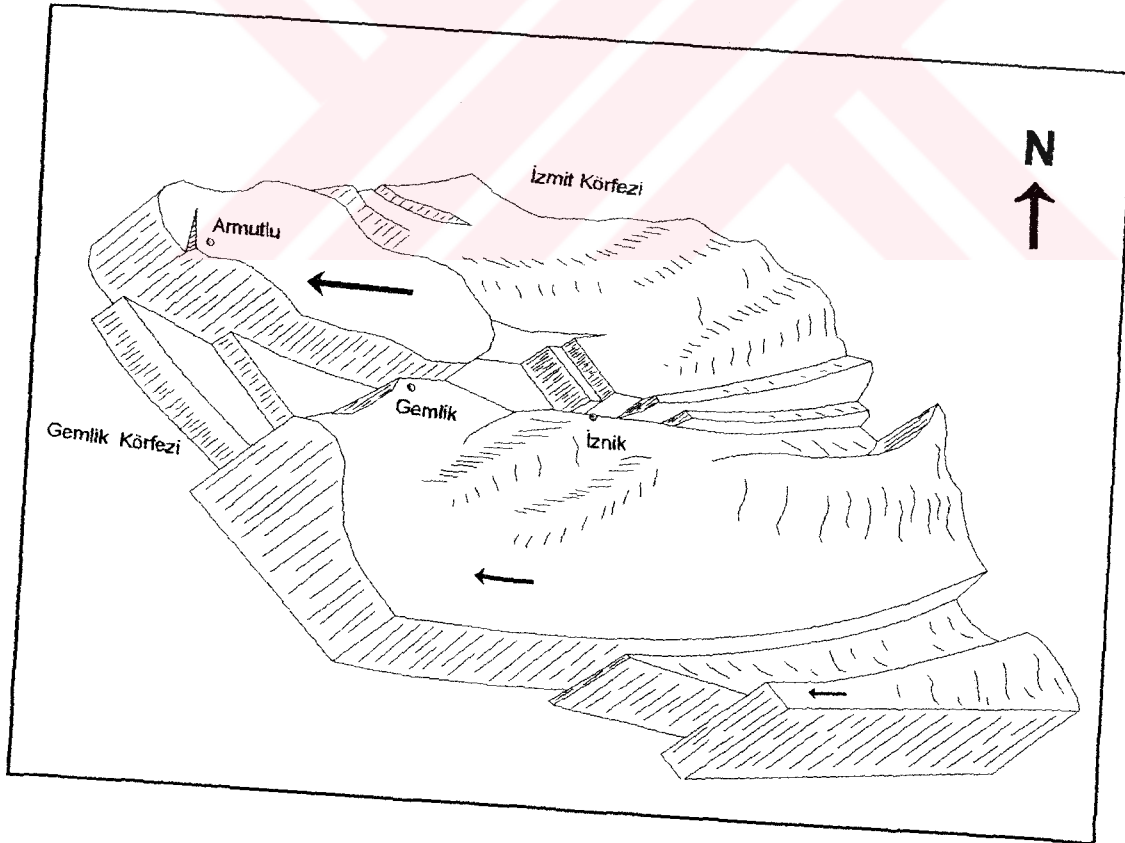 N
İzmit Körfezi
Armutlu
Gemlik
İznik
Gemlik Körfezi